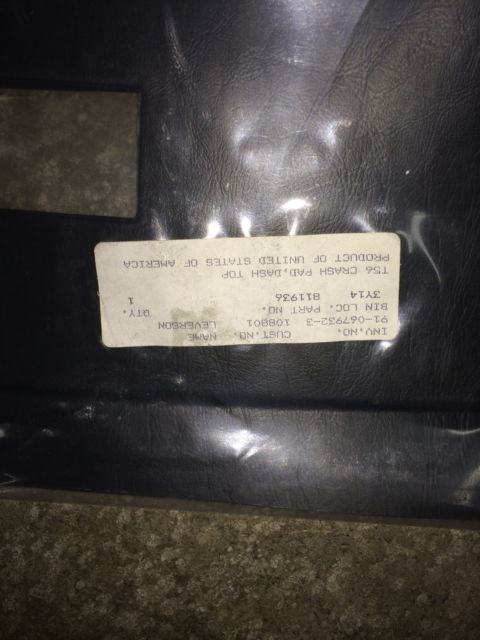 INV.NO. CUST.NO. NAME
91-067932-3 108801 LEVERSON
BIN LOC. PART NO. QTY.
3Y14 811936 1
T56 CRASH PAD,DASH TOP
PRODUCT OF UNITED STATES OF AMERICA